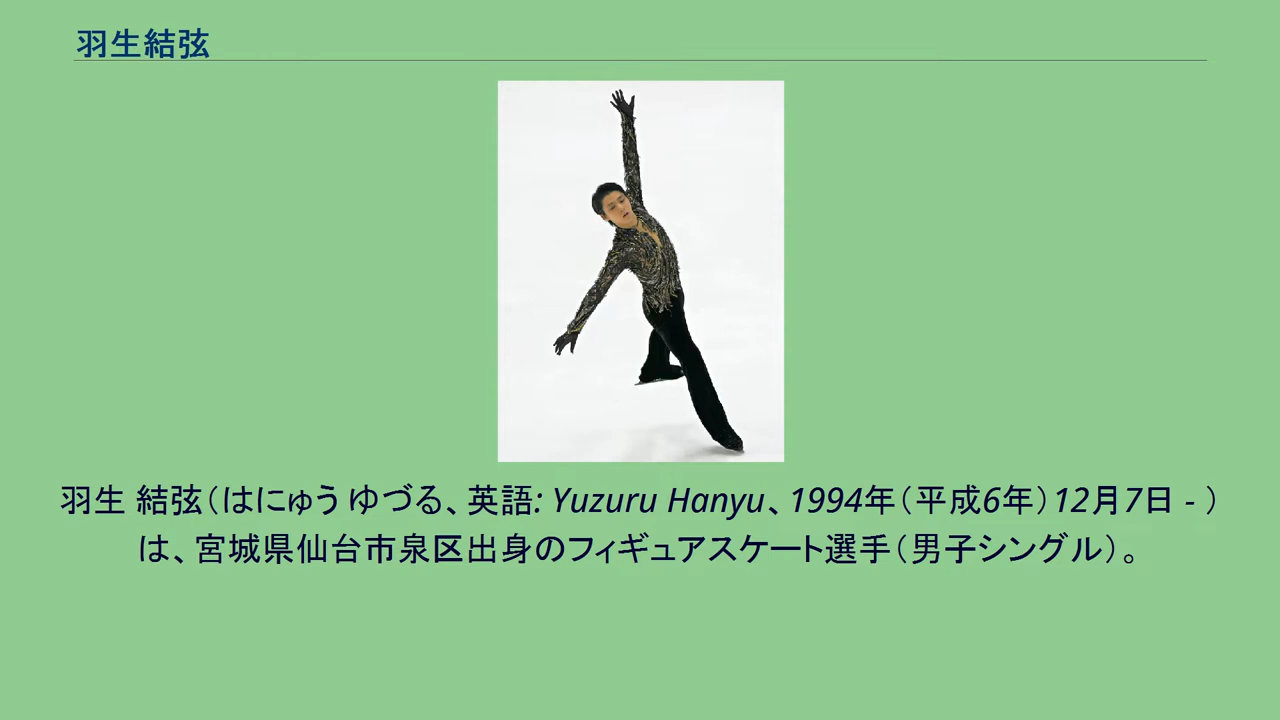 羽生結弦
羽生 結弦（はにゅう ゆづる、英語: Yuzuru Hanyu、1994年（平成6年）12月7日 - ）
は、宮城県仙台市泉区出身のフィギュアスケート選手（男子シングル）。